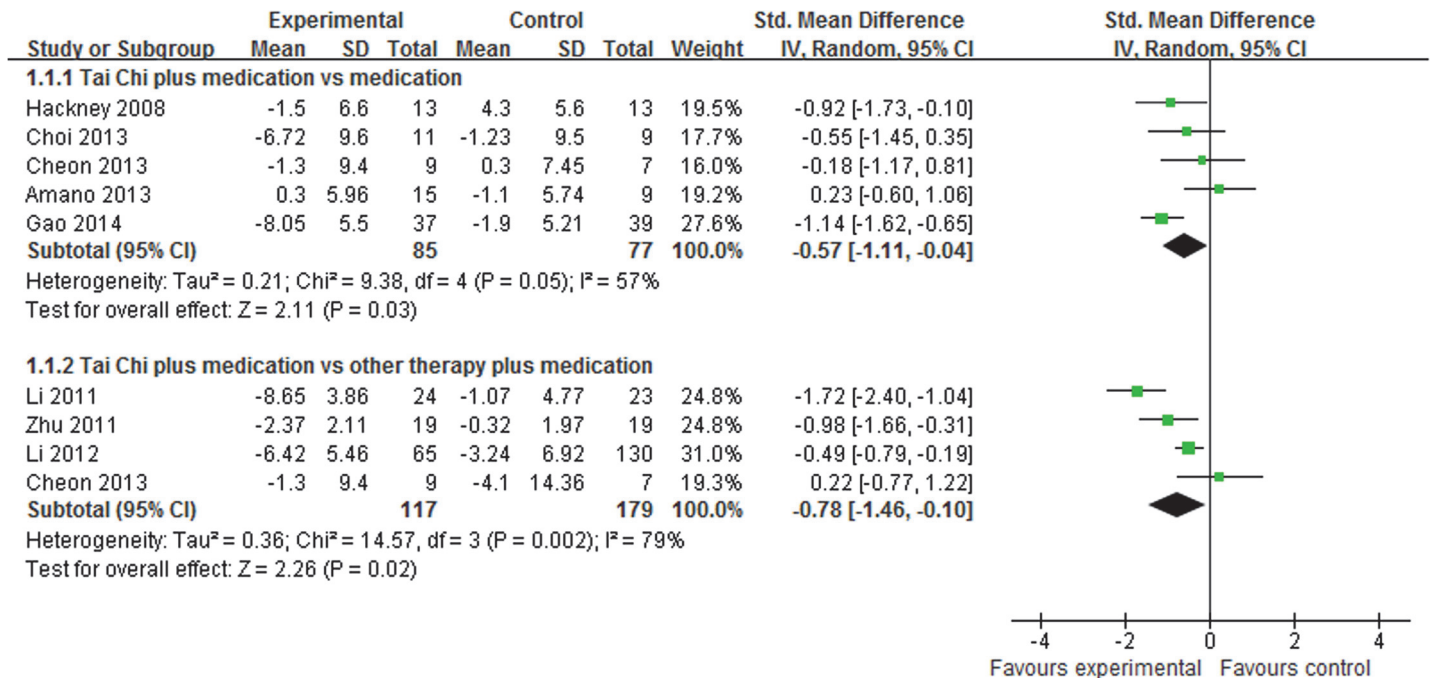 Experimental Control Std. Mean Difference Std. Mean Difference
Study or Subgroup Mean SD Total Mean SD Total Weight IV, Random, 95% CI IV, Random, 95% CI
1.1.1 Tai Chi plus medication vs medication
Hackney 2008 -1.5 6.6 13 4.3 5.6 13 19.5% -0.92 [-1.73, -0.10]
Choi 2013 -6.72 9.6 11 -1.23 9.5 9 17.7% -0.55 [-1.45, 0.35]
Cheon 2013 -1.3 9.4 9 0.3 7.45 7 16.0% -0.18 [-1.17, 0.81]
Amano 2013 0.3 5.96 15 -1.1 5.74 9 19.2% 0.23 [-0.60, 1.06]
Gao 2014 -8.05 5.5 37 -1.9 5.21 39 27.6% -1.14 [-1.62, -0.65]
Subtotal (95% CI) 85 77 100.0% -0.57 [-1.11, -0.04]
Heterogeneity: Tau² = 0.21; Chi² = 9.38, df = 4 (P = 0.05); I² = 57%
Test for overall effect: Z = 2.11 (P = 0.03)
1.1.2 Tai Chi plus medication vs other therapy plus medication
Li 2011 -8.65 3.86 24 -1.07 4.77 23 24.8% -1.72 [-2.40, -1.04]
Zhu 2011 -2.37 2.11 19 -0.32 1.97 19 24.8% -0.98 [-1.66, -0.31]
Li 2012 -6.42 5.46 65 -3.24 6.92 130 31.0% -0.49 [-0.79, -0.19]
Cheon 2013 -1.3 9.4 9 -4.1 14.36 7 19.3% 0.22 [-0.77, 1.22]
Subtotal (95% CI) 117 179 100.0% -0.78 [-1.46, -0.10]
Heterogeneity: Tau² = 0.36; Chi² = 14.57, df = 3 (P = 0.002); I² = 79%
Test for overall effect: Z = 2.26 (P = 0.02)
-4 -2 0 2 4
Favours experimental Favours control